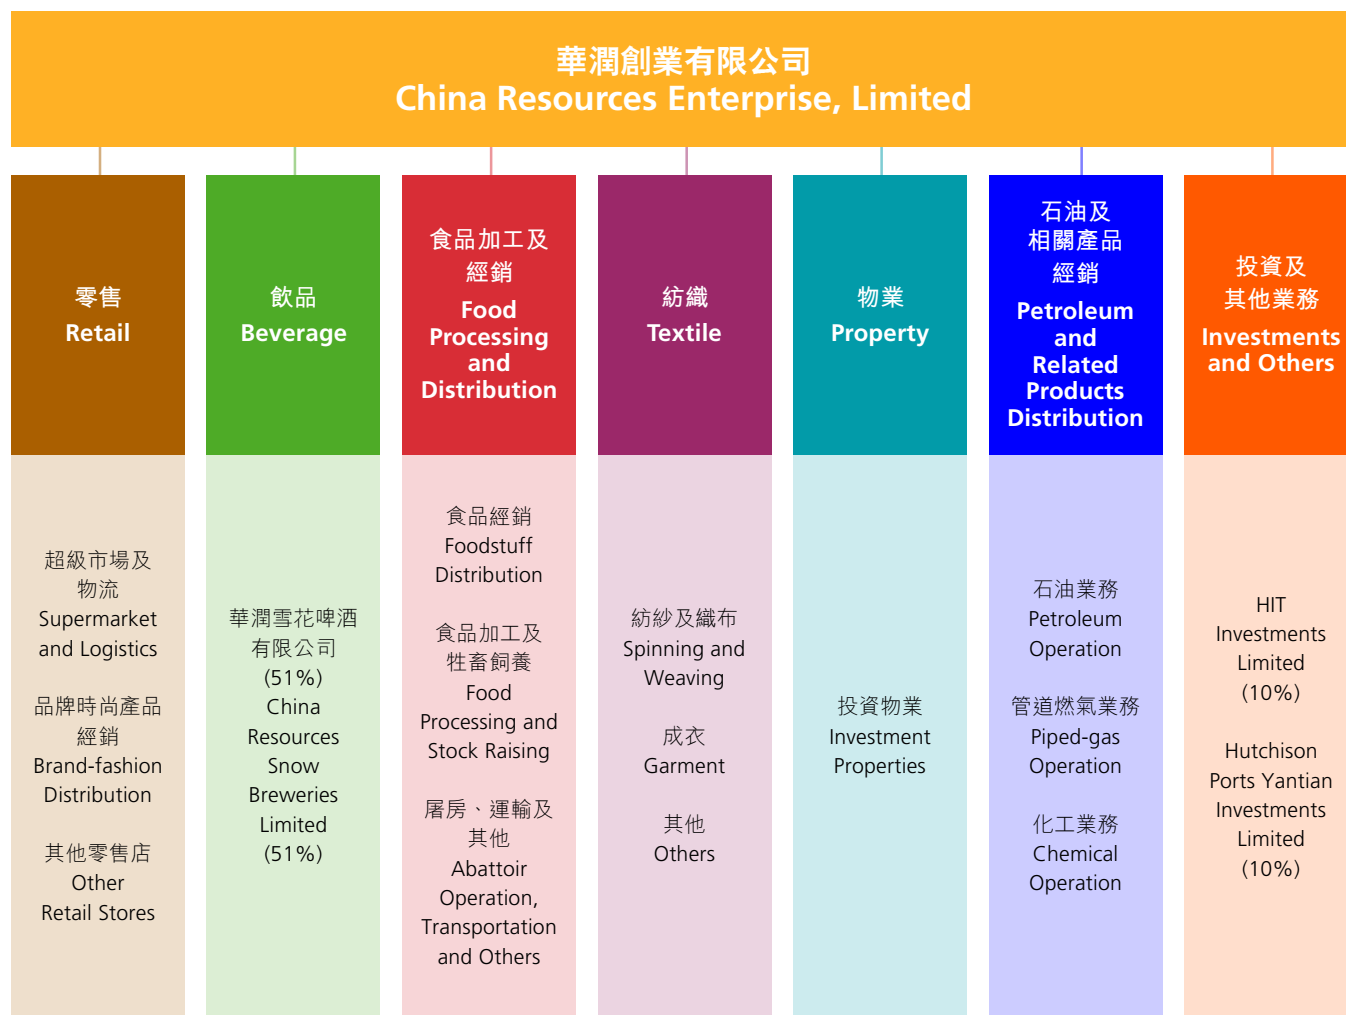 華潤創業有限公司
China Resources Enterprise, Limited
零售
Retail
飲品
Beverage
食品加工及
經銷
Food
Processing
and
Distribution
紡織
Textile
物業
Property
石油及
相關產品
經銷
Petroleum
and
Related
Products
Distribution
投資及
其他業務
Investments
and Others
超級市場及
物流
Supermarket
and Logistics
品牌時尚產品
經銷
Brand-fashion
Distribution
其他零售店
Other
Retail Stores
華潤雪花啤酒
有限公司
(51%)
China
Resources
Snow
Breweries
Limited
(51%)
食品經銷
Foodstuff
Distribution
食品加工及
牲畜飼養
Food
Processing and
Stock Raising
屠房、運輸及
其他
Abattoir
Operation,
Transportation
and Others
紡紗及織布
Spinning and
Weaving
成衣
Garment
其他
Others
投資物業
Investment
Properties
石油業務
Petroleum
Operation
管道燃氣業務
Piped-gas
Operation
化工業務
Chemical
Operation
HIT
Investments
Limited
(10%)
Hutchison
Ports Yantian
Investments
Limited
(10%)